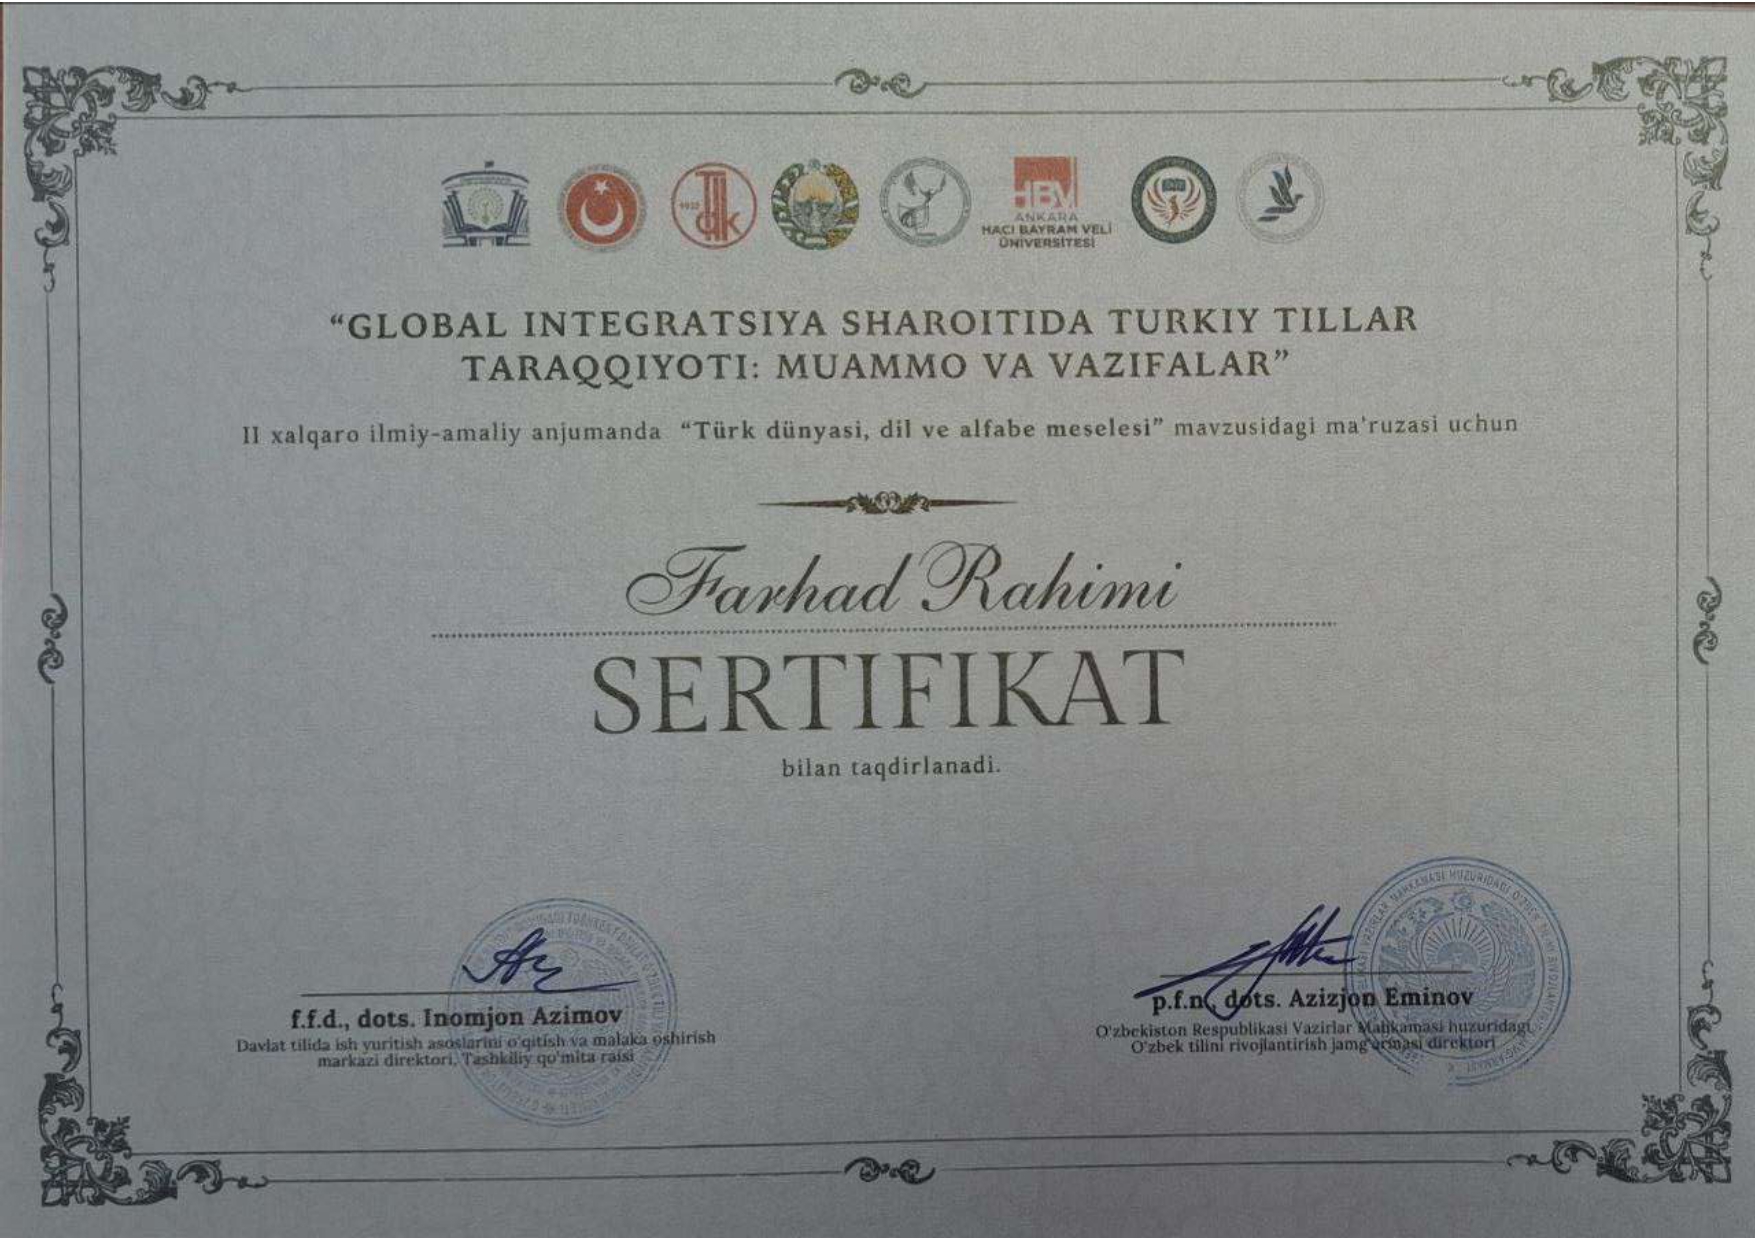 1932
TDK
HBV
ANKARA
HACI BAYRAM VELİ
ÜNİVERSİTESİ
“GLOBAL INTEGRATSIYA SHAROITIDA TURKIY TILLAR
TARAQQIYOTI: MUAMMO VA VAZIFALAR”
II xalqaro ilmiy-amaliy anjumanda “Türk dünyasi, dil ve alfabe meselesi” mavzusidagi ma'ruzasi uchun
Farhad Rahimi
SERTIFIKAT
bilan taqdirlanadi.
f.f.d., dots. Inomjon Azimov
Davlat tilida ish yuritish asoslarini o'qitish va malaka oshirish
markazi direktori, Tashkiliy qo'mita raisi
p.f.n., dots. Azizjon Eminov
O'zbekiston Respublikasi Vazirlar Mahkamasi huzuridagi
O'zbek tilini rivojlantirish jamg'armasi direktori